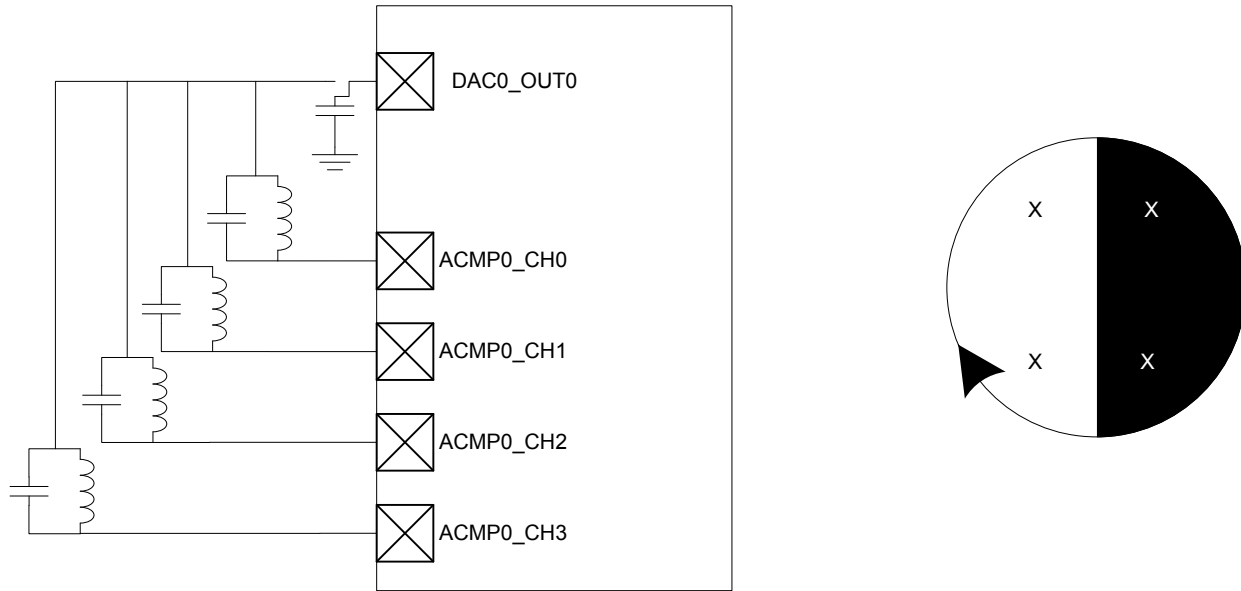 DAC0_OUT0
X X
ACMP0_CH0
ACMP0_CH1
X X
ACMP0_CH2
ACMP0_CH3